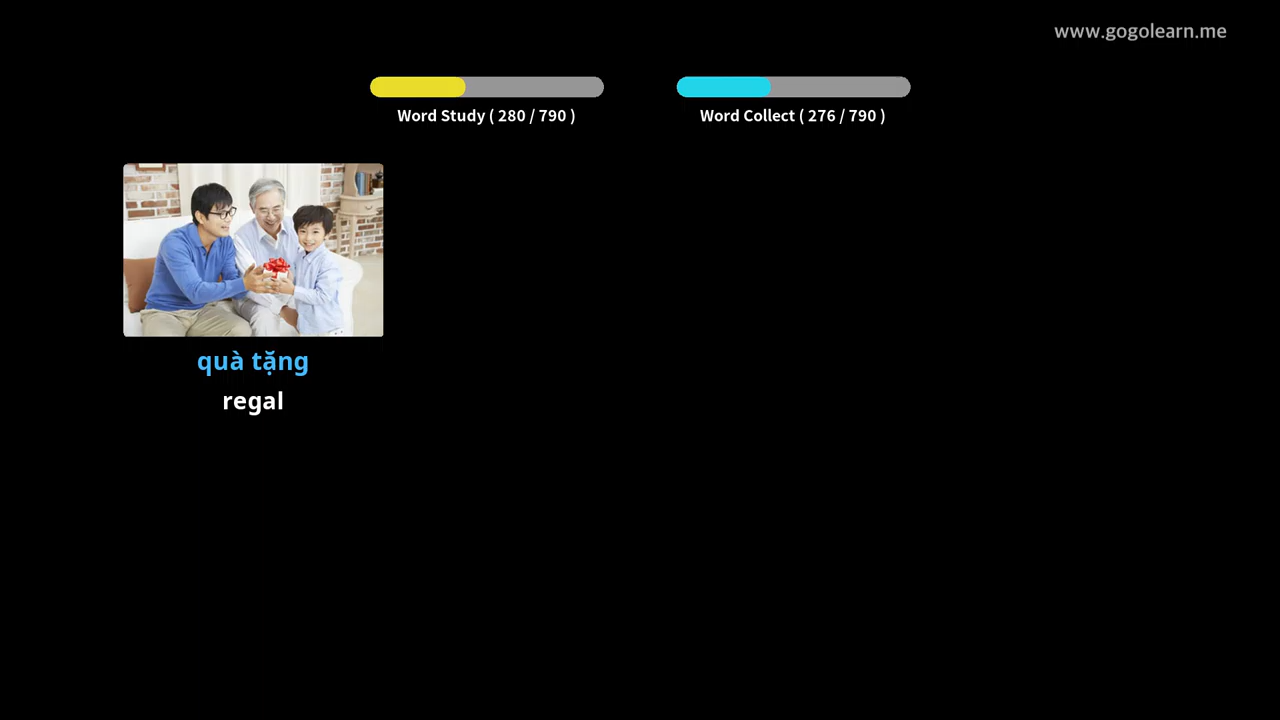 www.gogolearn.me
Word Study ( 280 / 790 )
Word Collect ( 276 / 790 )
quà tặng
regal